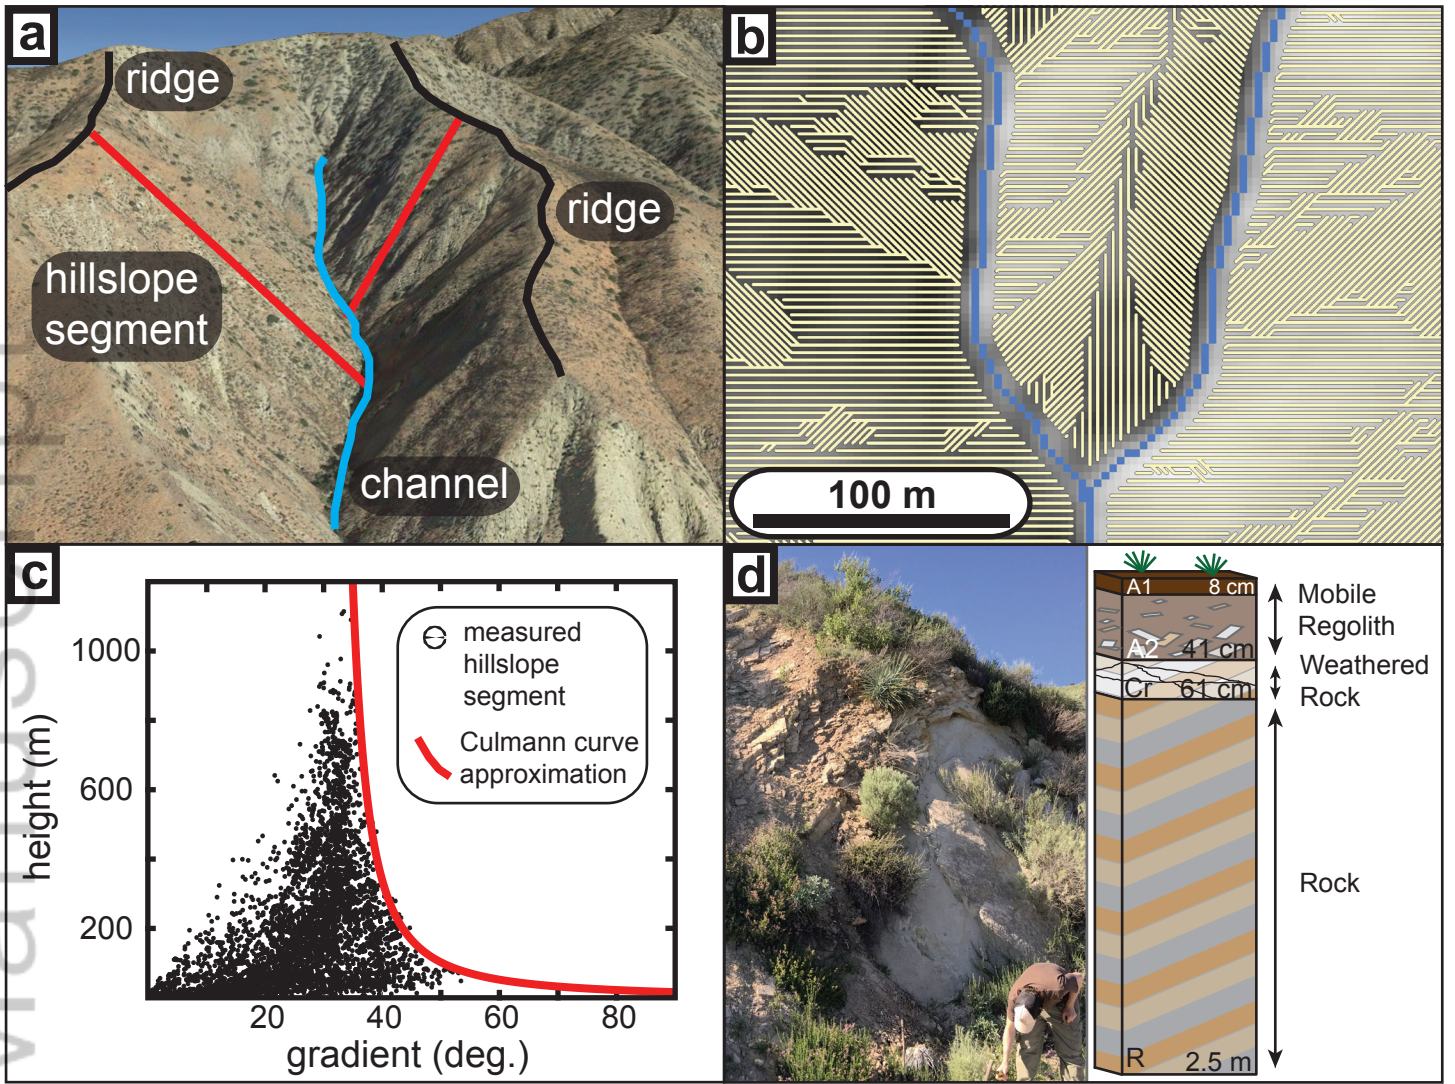 a
ridge
ridge
hillslope
segment
channel
b
100 m
c
measured
hillslope
segment
Culmann curve
approximation
1000
600
200
height (m)
20
40
60
80
gradient (deg.)
d
A1 8 cm
A2 41 cm
Cr 61 cm
R 2.5 m
Mobile
Regolith
Weathered
Rock
Rock